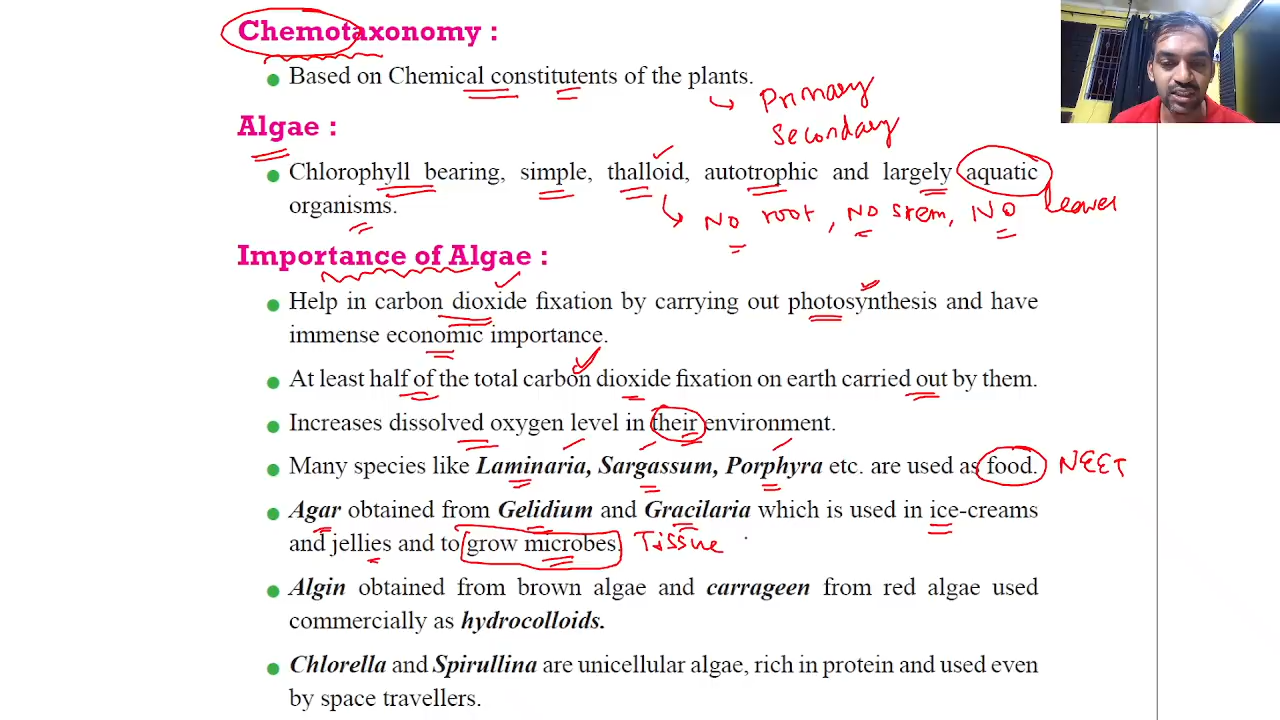 Chemotaxonomy :
Based on Chemical constitutents of the plants.
Primary
Secondary
Algae :
Chlorophyll bearing, simple, thalloid, autotrophic and largely aquatic
organisms.
No root, No stem, No leaves
Importance of Algae :
Help in carbon dioxide fixation by carrying out photosynthesis and have
immense economic importance.
At least half of the total carbon dioxide fixation on earth carried out by them.
Increases dissolved oxygen level in their environment.
Many species like Laminaria, Sargassum, Porphyra etc. are used as food. NEET
Agar obtained from Gelidium and Gracilaria which is used in ice-creams
and jellies and to grow microbes. Tissue
Algin obtained from brown algae and carrageen from red algae used
commercially as hydrocolloids.
Chlorella and Spirullina are unicellular algae, rich in protein and used even
by space travellers.